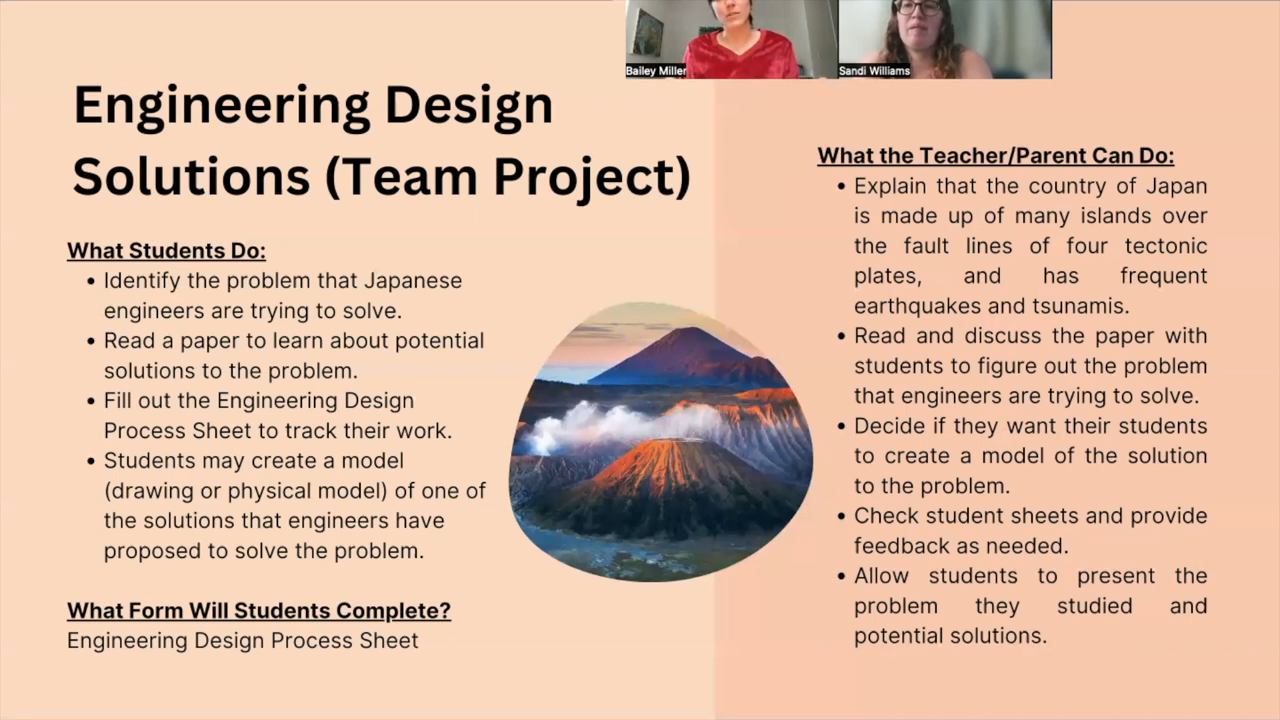 Bailey Miller
Sandi Williams
Engineering Design
Solutions (Team Project)
What Students Do:
• Identify the problem that Japanese
engineers are trying to solve.
• Read a paper to learn about potential
solutions to the problem.
• Fill out the Engineering Design
Process Sheet to track their work.
• Students may create a model
(drawing or physical model) of one of
the solutions that engineers have
proposed to solve the problem.
What Form Will Students Complete?
Engineering Design Process Sheet
What the Teacher/Parent Can Do:
• Explain that the country of Japan
is made up of many islands over
the fault lines of four tectonic
plates, and has frequent
earthquakes and tsunamis.
• Read and discuss the paper with
students to figure out the problem
that engineers are trying to solve.
• Decide if they want their students
to create a model of the solution
to the problem.
• Check student sheets and provide
feedback as needed.
• Allow students to present the
problem they studied and
potential solutions.